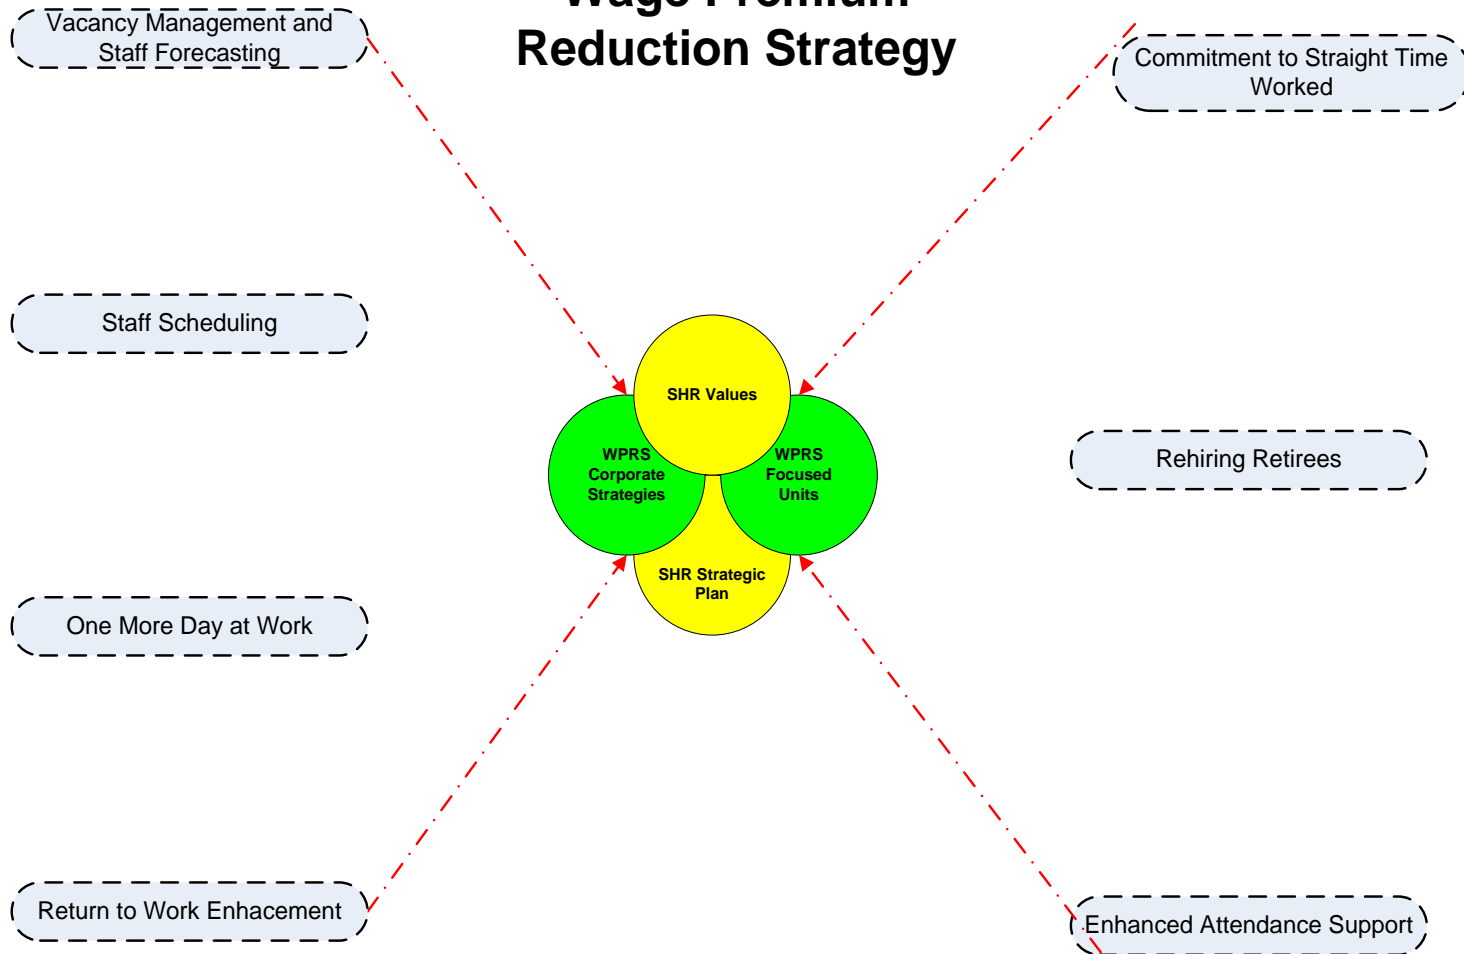 Wage Premium
Reduction Strategy
Vacancy Management and
Staff Forecasting
Commitment to Straight Time
Worked
Staff Scheduling
SHR Values
WPRS
Corporate
Strategies
WPRS
Focused
Units
Rehiring Retirees
SHR Strategic
Plan
One More Day at Work
Return to Work Enhacement
Enhanced Attendance Support